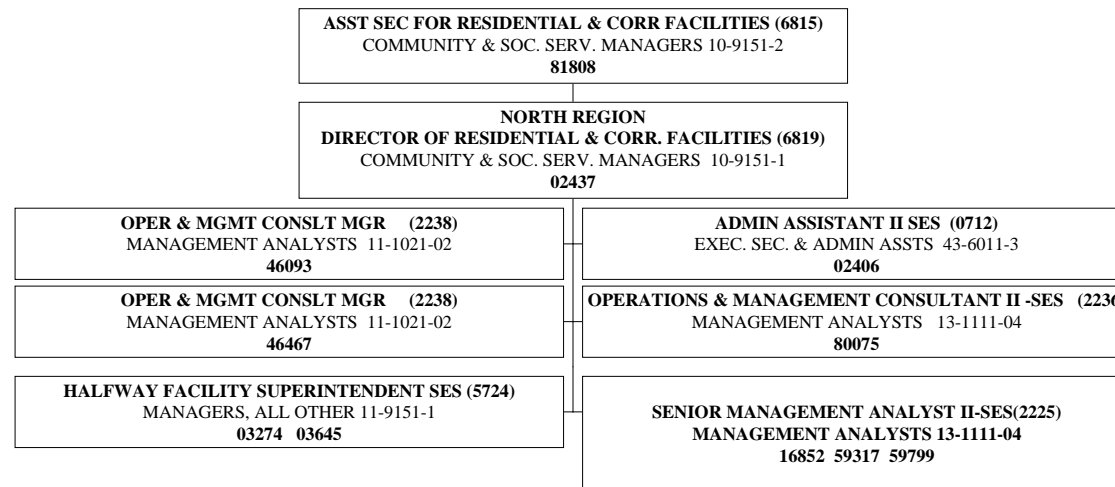 ASST SEC FOR RESIDENTIAL & CORR FACILITIES (6815)
COMMUNITY & SOC. SERV. MANAGERS 10-9151-2
81808
NORTH REGION
DIRECTOR OF RESIDENTIAL & CORR. FACILITIES (6819)
COMMUNITY & SOC. SERV. MANAGERS 10-9151-1
02437
OPER & MGMT CONSLT MGR (2238)
MANAGEMENT ANALYSTS 11-1021-02
46093
ADMIN ASSISTANT II SES (0712)
EXEC. SEC. & ADMIN ASSTS 43-6011-3
02406
OPER & MGMT CONSLT MGR (2238)
MANAGEMENT ANALYSTS 11-1021-02
46467
OPERATIONS & MANAGEMENT CONSULTANT II -SES (2236
MANAGEMENT ANALYSTS 13-1111-04
80075
HALFWAY FACILITY SUPERINTENDENT SES (5724)
MANAGERS, ALL OTHER 11-9151-1
03274 03645
SENIOR MANAGEMENT ANALYST II-SES(2225)
MANAGEMENT ANALYSTS 13-1111-04
16852 59317 59799